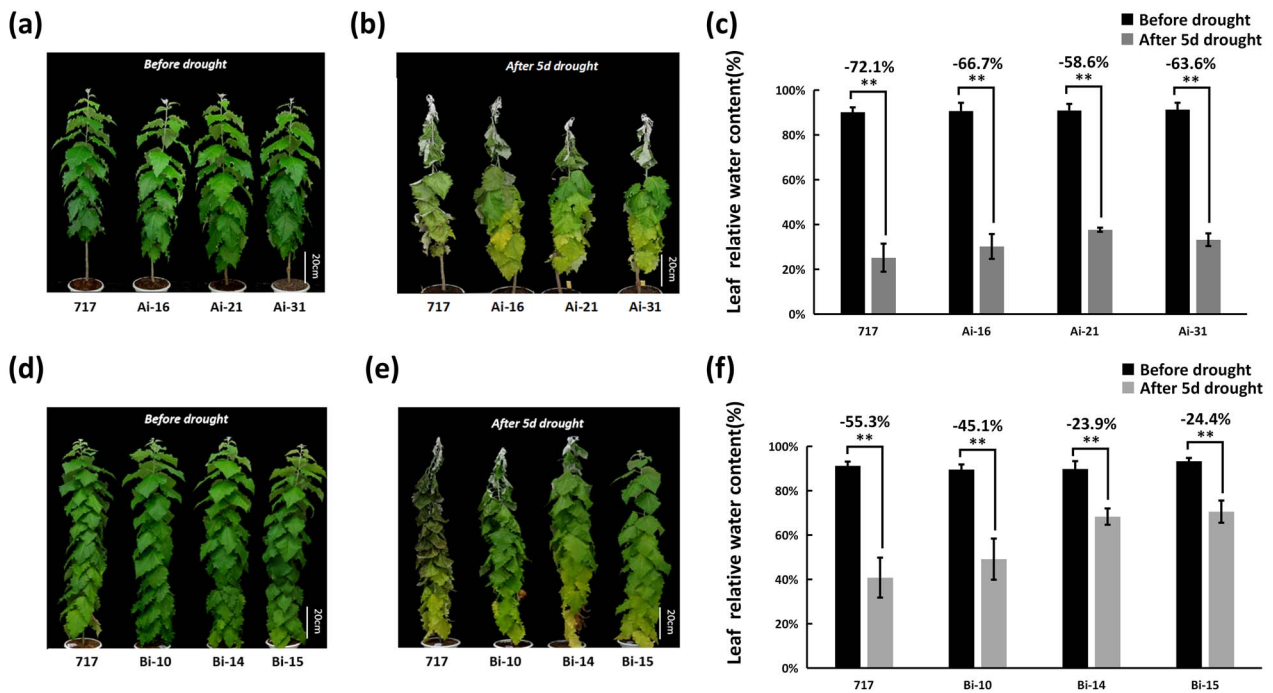 (a)
Before drought
20cm
717 Ai-16 Ai-21 Ai-31
(b)
After 5d drought
20cm
717 Ai-16 Ai-21 Ai-31
(c)
Before drought
After 5d drought
-72.1% -66.7% -58.6% -63.6%
** ** ** **
Leaf relative water content(%)
100%
80%
60%
40%
20%
0%
717 Ai-16 Ai-21 Ai-31
(d)
Before drought
20cm
717 Bi-10 Bi-14 Bi-15
(e)
After 5d drought
20cm
717 Bi-10 Bi-14 Bi-15
(f)
Before drought
After 5d drought
-55.3% -45.1% -23.9% -24.4%
** ** ** **
Leaf relative water content(%)
100%
80%
60%
40%
20%
0%
717 Bi-10 Bi-14 Bi-15